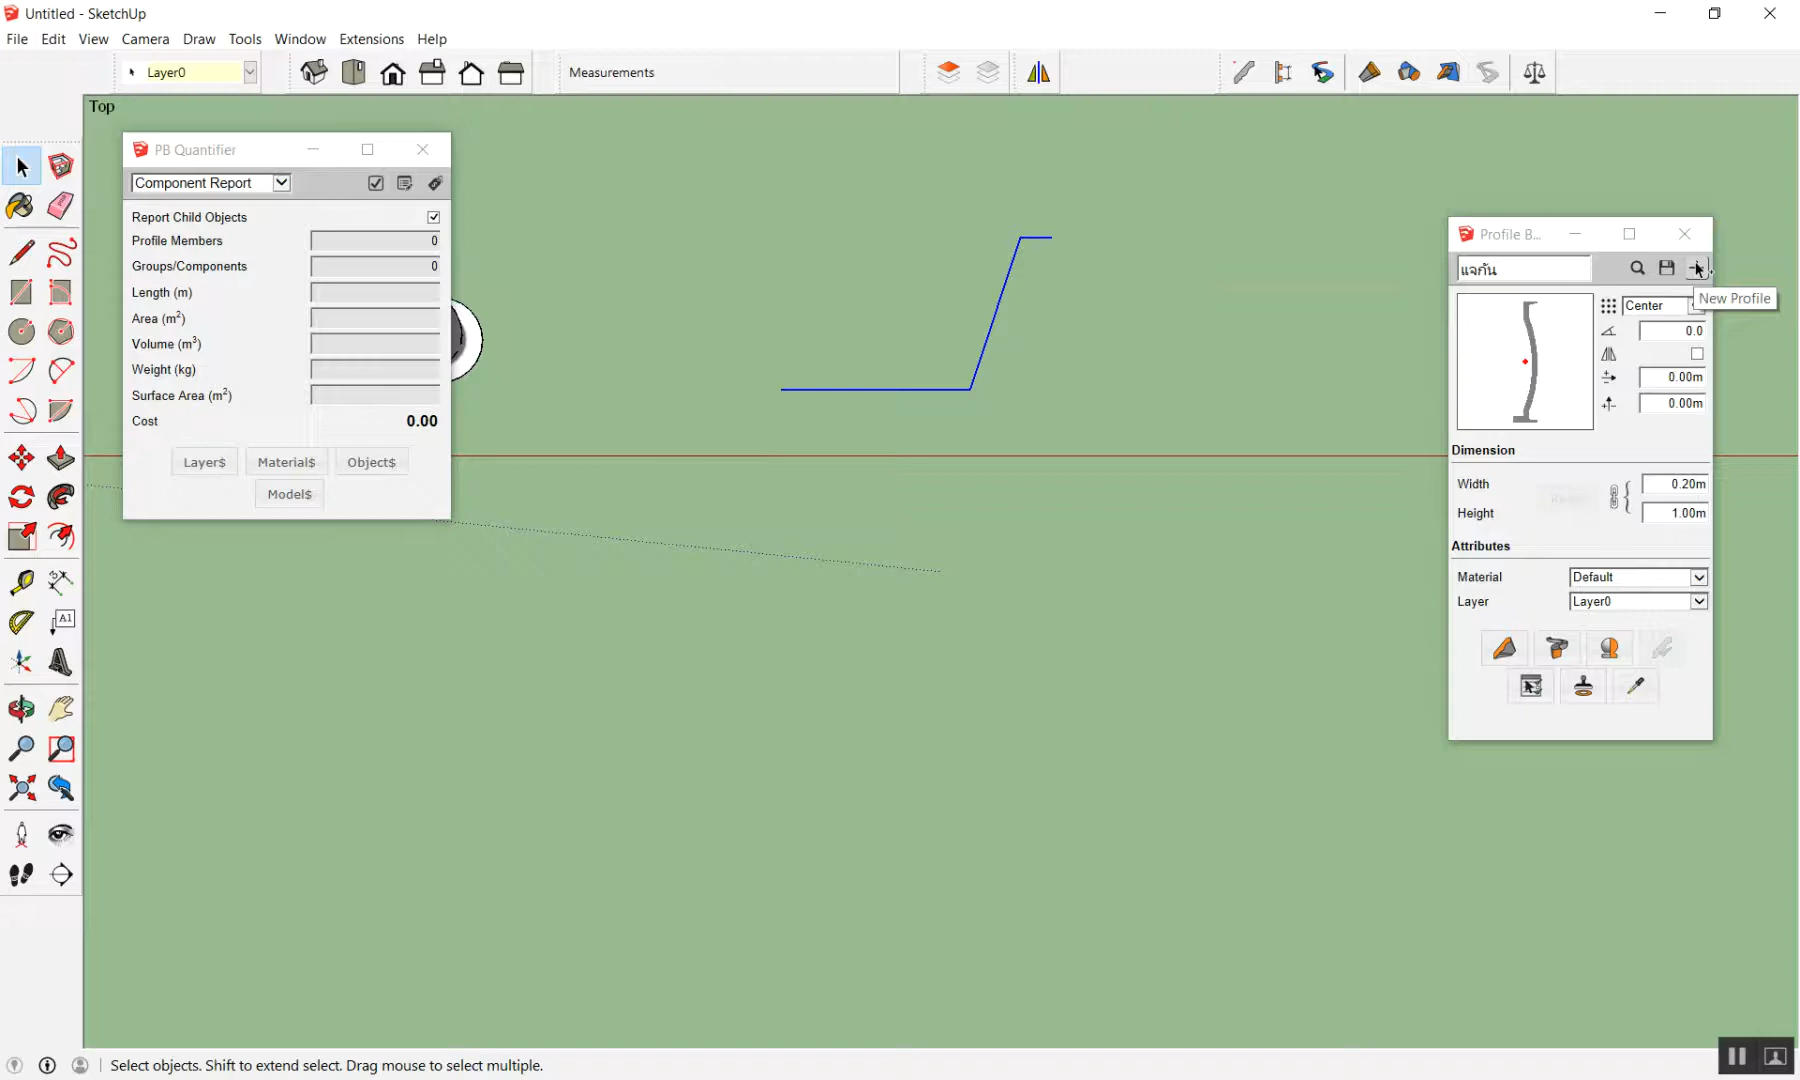 Untitled - SketchUp
File Edit View Camera Draw Tools Window Extensions Help
Layer0
Measurements
Top
PB Quantifier
Component Report
Report Child Objects
Profile Members 0
Groups/Components 0
Length (m)
Area (m²)
Volume (m³)
Weight (kg)
Surface Area (m²)
Cost 0.00
Layer$ Material$ Object$
Model$
Profile B...
แจกัน
New Profile
Center
0.0
0.00m
0.00m
Dimension
Width 0.20m
Height 1.00m
Attributes
Material Default
Layer Layer0
A1
Select objects. Shift to extend select. Drag mouse to select multiple.